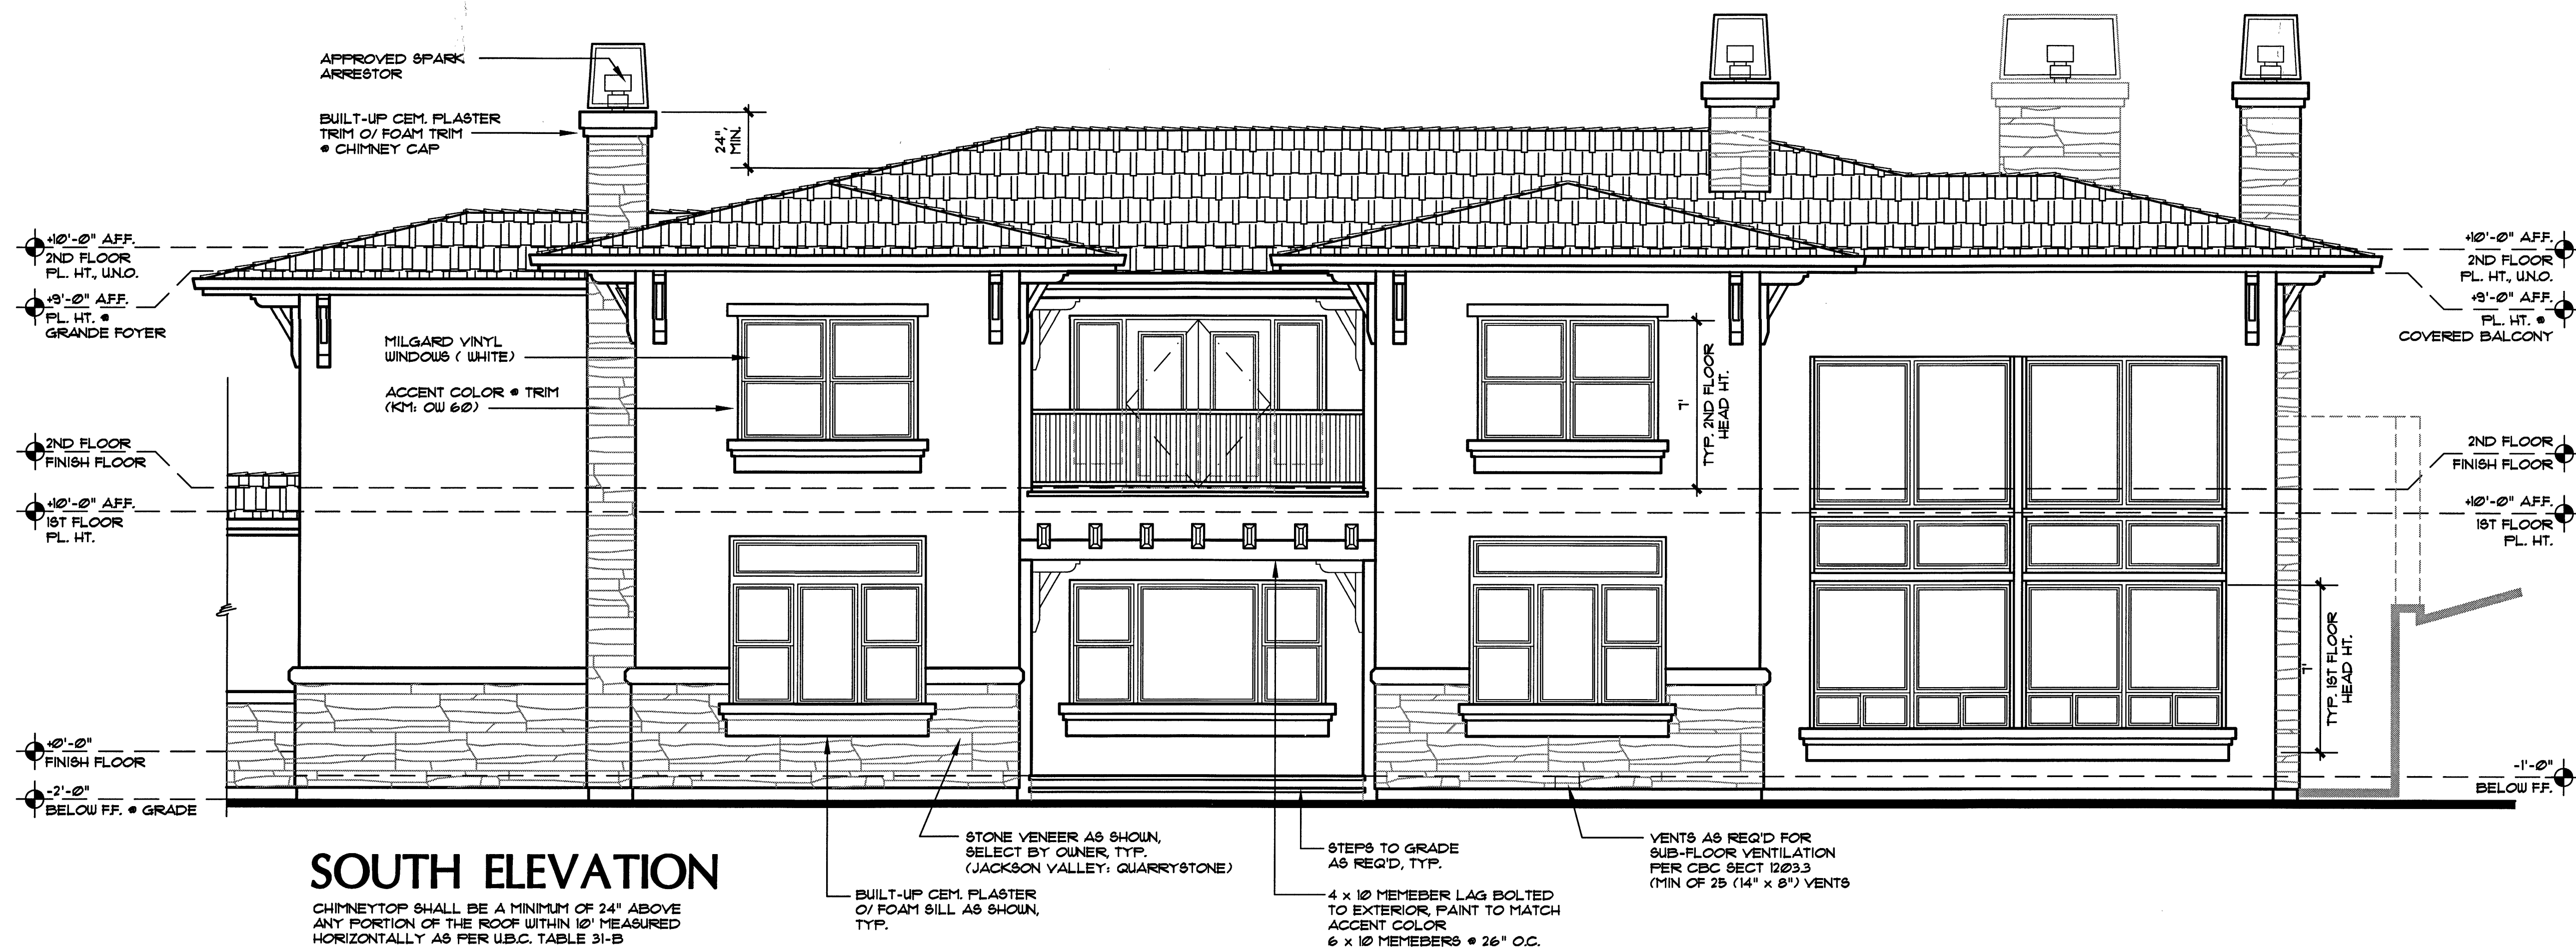 APPROVED SPARK
ARRESTOR
BUILT-UP CEM. PLASTER
TRIM O/ FOAM TRIM
@ CHIMNEY CAP
24",
MIN.
+10'-0" A.F.F.
2ND FLOOR
PL. HT., U.N.O.
+9'-0" A.F.F.
PL. HT. @
GRANDE FOYER
2ND FLOOR
FINISH FLOOR
+10'-0" A.F.F.
1ST FLOOR
PL. HT.
+0'-0"
FINISH FLOOR
-2'-0"
BELOW F.F. @ GRADE
MILGARD VINYL
WINDOWS ( WHITE)
ACCENT COLOR @ TRIM
(KM: OW 60)
7'
TYP. 2ND FLOOR
HEAD HT.
+10'-0" A.F.F.
2ND FLOOR
PL. HT., U.N.O.
+9'-0" A.F.F.
PL. HT. @
COVERED BALCONY
2ND FLOOR
FINISH FLOOR
+10'-0" A.F.F.
1ST FLOOR
PL. HT.
7'
TYP. 1ST FLOOR
HEAD HT.
-1'-0"
BELOW F.F.
SOUTH ELEVATION
CHIMNEYTOP SHALL BE A MINIMUM OF 24" ABOVE
ANY PORTION OF THE ROOF WITHIN 10' MEASURED
HORIZONTALLY AS PER U.B.C. TABLE 31-B
BUILT-UP CEM. PLASTER
O/ FOAM SILL AS SHOWN,
TYP.
STONE VENEER AS SHOWN,
SELECT BY OWNER, TYP.
(JACKSON VALLEY: QUARRYSTONE)
STEPS TO GRADE
AS REQ'D, TYP.
4 x 10 MEMEBER LAG BOLTED
TO EXTERIOR, PAINT TO MATCH
ACCENT COLOR
6 x 10 MEMEBERS @ 26" O.C.
VENTS AS REQ'D FOR
SUB-FLOOR VENTILATION
PER CBC SECT 1203.3
(MIN OF 25 (14" x 8") VENTS